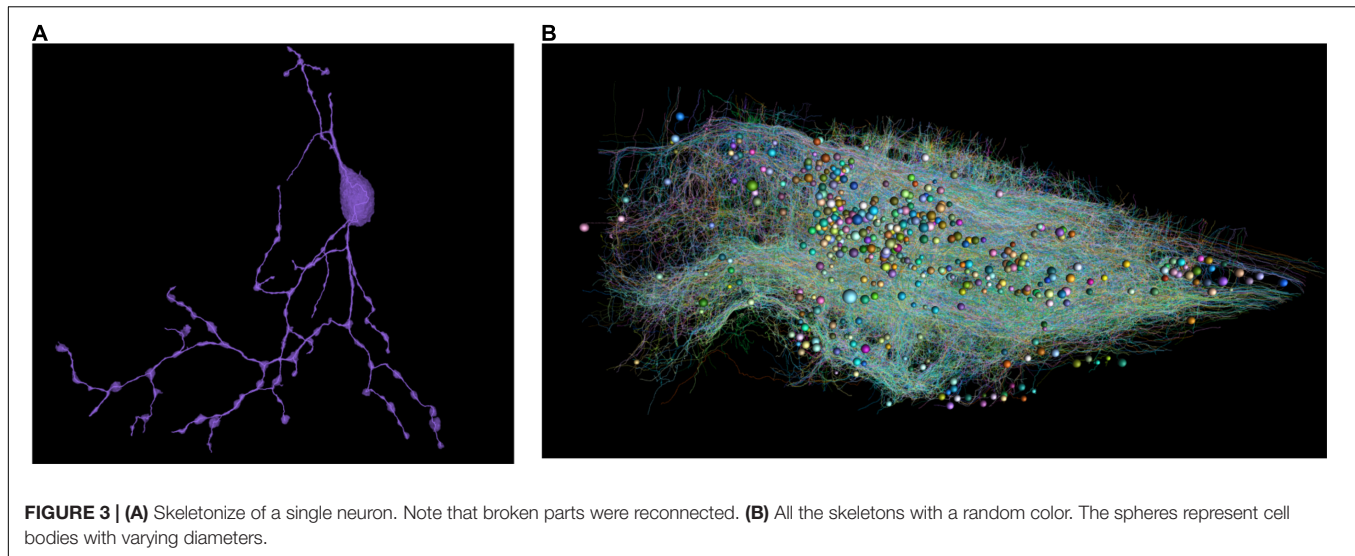 A
B
FIGURE 3 | (A) Skeletonize of a single neuron. Note that broken parts were reconnected. (B) All the skeletons with a random color. The spheres represent cell
bodies with varying diameters.